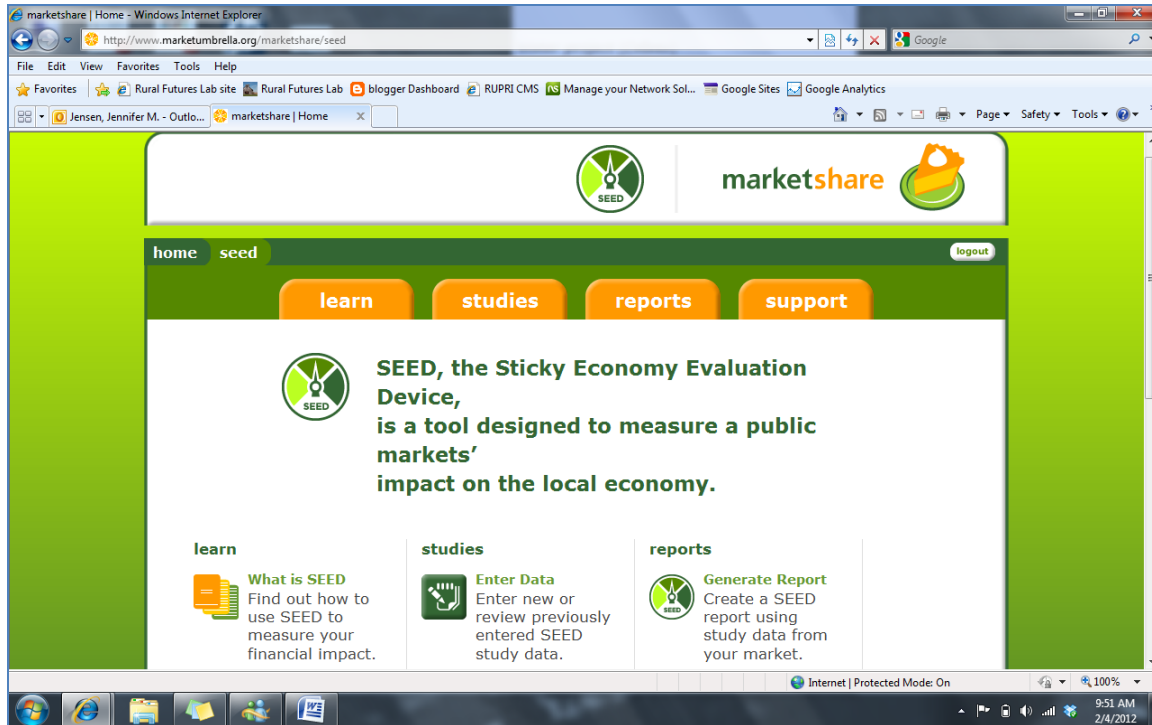 marketshare | Home - Windows Internet Explorer
http://www.marketumbrella.org/marketshare/seed
Google
File Edit View Favorites Tools Help
Favorites Rural Futures Lab site Rural Futures Lab blogger Dashboard RUPRI CMS Manage your Network Sol... Google Sites Google Analytics
Jensen, Jennifer M. - Outlo... marketshare | Home X Page Safety Tools
SEED marketshare
home seed logout
learn studies reports support
SEED
SEED, the Sticky Economy Evaluation
Device,
is a tool designed to measure a public
markets’
impact on the local economy.
learn
What is SEED
Find out how to
use SEED to
measure your
financial impact.
studies
Enter Data
Enter new or
review previously
entered SEED
study data.
reports
SEED
Generate Report
Create a SEED
report using
study data from
your market.
Internet | Protected Mode: On 100%
9:51 AM
2/4/2012